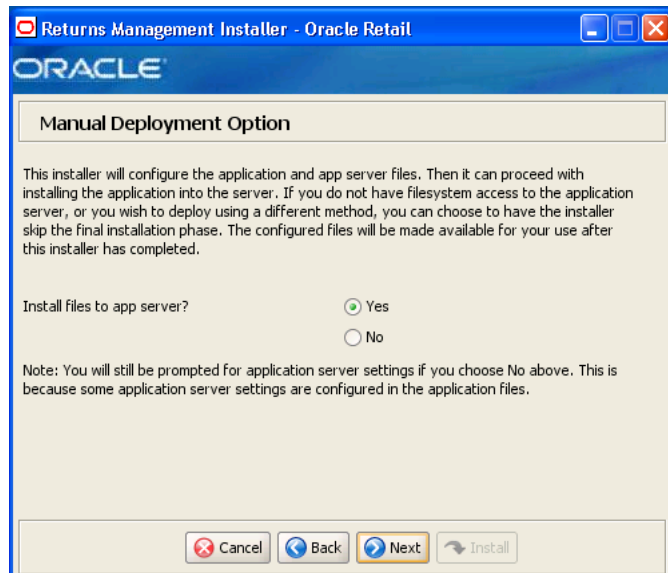 Returns Management Installer - Oracle Retail
ORACLE
Manual Deployment Option
This installer will configure the application and app server files. Then it can proceed with
installing the application into the server. If you do not have filesystem access to the application
server, or you wish to deploy using a different method, you can choose to have the installer
skip the final installation phase. The configured files will be made available for your use after
this installer has completed.
Install files to app server?
Yes
No
Note: You will still be prompted for application server settings if you choose No above. This is
because some application server settings are configured in the application files.
Cancel
Back
Next
Install